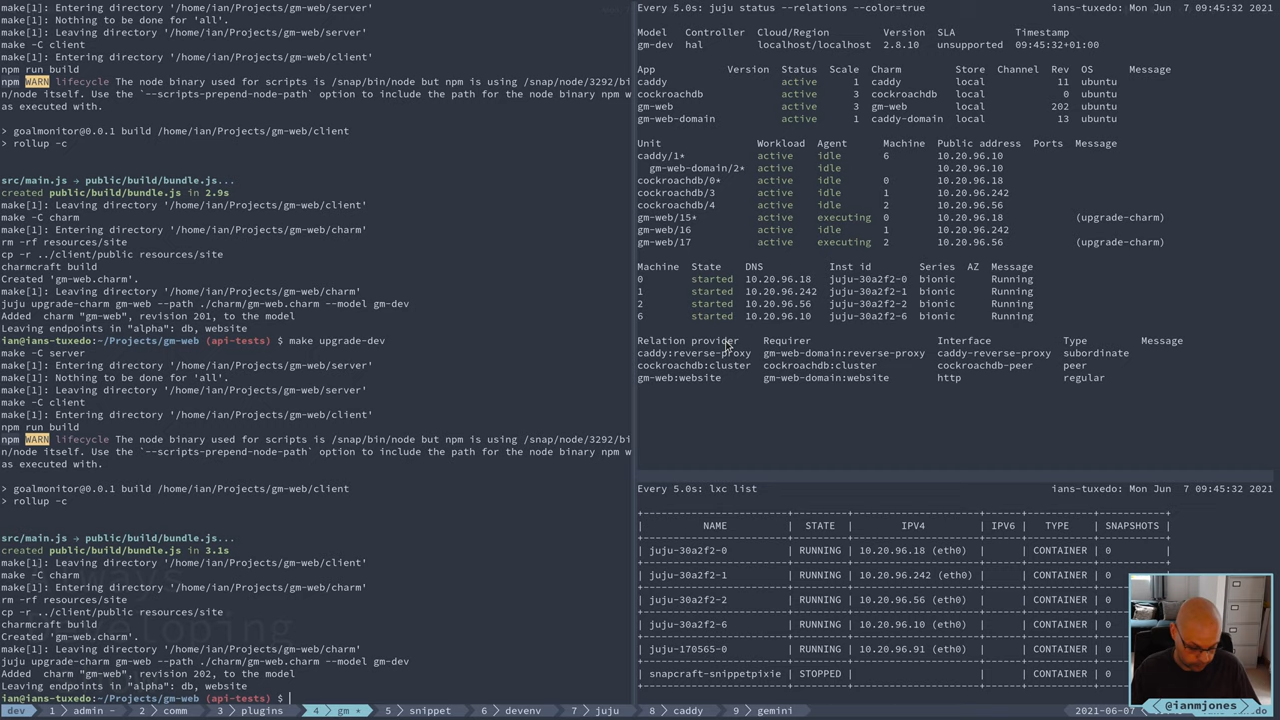 make[1]: Entering directory '/home/ian/Projects/gm-web/server'
make[1]: Nothing to be done for 'all'.
make[1]: Leaving directory '/home/ian/Projects/gm-web/server'
make -C client
make[1]: Entering directory '/home/ian/Projects/gm-web/client'
npm run build
npm WARN lifecycle The node binary used for scripts is /snap/bin/node but npm is using /snap/node/3292/bi
n/node itself. Use the `--scripts-prepend-node-path` option to include the path for the node binary npm w
as executed with.
> goalmonitor@0.0.1 build /home/ian/Projects/gm-web/client
> rollup -c
src/main.js → public/build/bundle.js...
created public/build/bundle.js in 2.9s
make[1]: Leaving directory '/home/ian/Projects/gm-web/client'
make -C charm
make[1]: Entering directory '/home/ian/Projects/gm-web/charm'
rm -rf resources/site
cp -r ../client/public resources/site
charmcraft build
Created 'gm-web.charm'.
make[1]: Leaving directory '/home/ian/Projects/gm-web/charm'
juju upgrade-charm gm-web --path ./charm/gm-web.charm --model gm-dev
Added charm "gm-web", revision 201, to the model
Leaving endpoints in "alpha": db, website
ian@ians-tuxedo:~/Projects/gm-web (api-tests) $ make upgrade-dev
make -C server
make[1]: Entering directory '/home/ian/Projects/gm-web/server'
make[1]: Nothing to be done for 'all'.
make[1]: Leaving directory '/home/ian/Projects/gm-web/server'
make -C client
make[1]: Entering directory '/home/ian/Projects/gm-web/client'
npm run build
npm WARN lifecycle The node binary used for scripts is /snap/bin/node but npm is using /snap/node/3292/bi
n/node itself. Use the `--scripts-prepend-node-path` option to include the path for the node binary npm w
as executed with.
> goalmonitor@0.0.1 build /home/ian/Projects/gm-web/client
> rollup -c
src/main.js → public/build/bundle.js...
created public/build/bundle.js in 3.1s
make[1]: Leaving directory '/home/ian/Projects/gm-web/client'
make -C charm
make[1]: Entering directory '/home/ian/Projects/gm-web/charm'
rm -rf resources/site
cp -r ../client/public resources/site
charmcraft build
Created 'gm-web.charm'.
make[1]: Leaving directory '/home/ian/Projects/gm-web/charm'
juju upgrade-charm gm-web --path ./charm/gm-web.charm --model gm-dev
Added charm "gm-web", revision 202, to the model
Leaving endpoints in "alpha": db, website
ian@ians-tuxedo:~/Projects/gm-web (api-tests) $
Every 5.0s: juju status --relations --color=true ians-tuxedo: Mon Jun 7 09:45:32 2021
Model Controller Cloud/Region Version SLA Timestamp
gm-dev hal localhost/localhost 2.8.10 unsupported 09:45:32+01:00
App Version Status Scale Charm Store Channel Rev OS Message
caddy active 1 caddy local 11 ubuntu
cockroachdb active 3 cockroachdb local 0 ubuntu
gm-web active 3 gm-web local 202 ubuntu
gm-web-domain active 1 caddy-domain local 13 ubuntu
Unit Workload Agent Machine Public address Ports Message
caddy/1* active idle 6 10.20.96.10
gm-web-domain/2* active idle 10.20.96.10
cockroachdb/0* active idle 0 10.20.96.18
cockroachdb/3 active idle 1 10.20.96.242
cockroachdb/4 active idle 2 10.20.96.56
gm-web/15* active executing 0 10.20.96.18 (upgrade-charm)
gm-web/16 active idle 1 10.20.96.242
gm-web/17 active executing 2 10.20.96.56 (upgrade-charm)
Machine State DNS Inst id Series AZ Message
0 started 10.20.96.18 juju-30a2f2-0 bionic Running
1 started 10.20.96.242 juju-30a2f2-1 bionic Running
2 started 10.20.96.56 juju-30a2f2-2 bionic Running
6 started 10.20.96.10 juju-30a2f2-6 bionic Running
Relation provider Requirer Interface Type Message
caddy:reverse-proxy gm-web-domain:reverse-proxy caddy-reverse-proxy subordinate
cockroachdb:cluster cockroachdb:cluster cockroachdb-peer peer
gm-web:website gm-web-domain:website http regular
Every 5.0s: lxc list ians-tuxedo: Mon Jun 7 09:45:32 2021
| NAME | STATE | IPV4 | IPV6 | TYPE | SNAPSHOTS |
| juju-30a2f2-0 | RUNNING | 10.20.96.18 (eth0) | | CONTAINER | 0 |
| juju-30a2f2-1 | RUNNING | 10.20.96.242 (eth0) | | CONTAINER | 0
| juju-30a2f2-2 | RUNNING | 10.20.96.56 (eth0) | | CONTAINER | 0
| juju-30a2f2-6 | RUNNING | 10.20.96.10 (eth0) | | CONTAINER | 0
| juju-170565-0 | RUNNING | 10.20.96.91 (eth0) | | CONTAINER | 0
| snapcraft-snippetpixie | STOPPED | | | CONTAINER | 0
dev 1 admin - 2 comm 3 plugins 4 gm * 5 snippet 6 devenv 7 juju 8 caddy 9 gemini 2021-06-07
@ianmjones